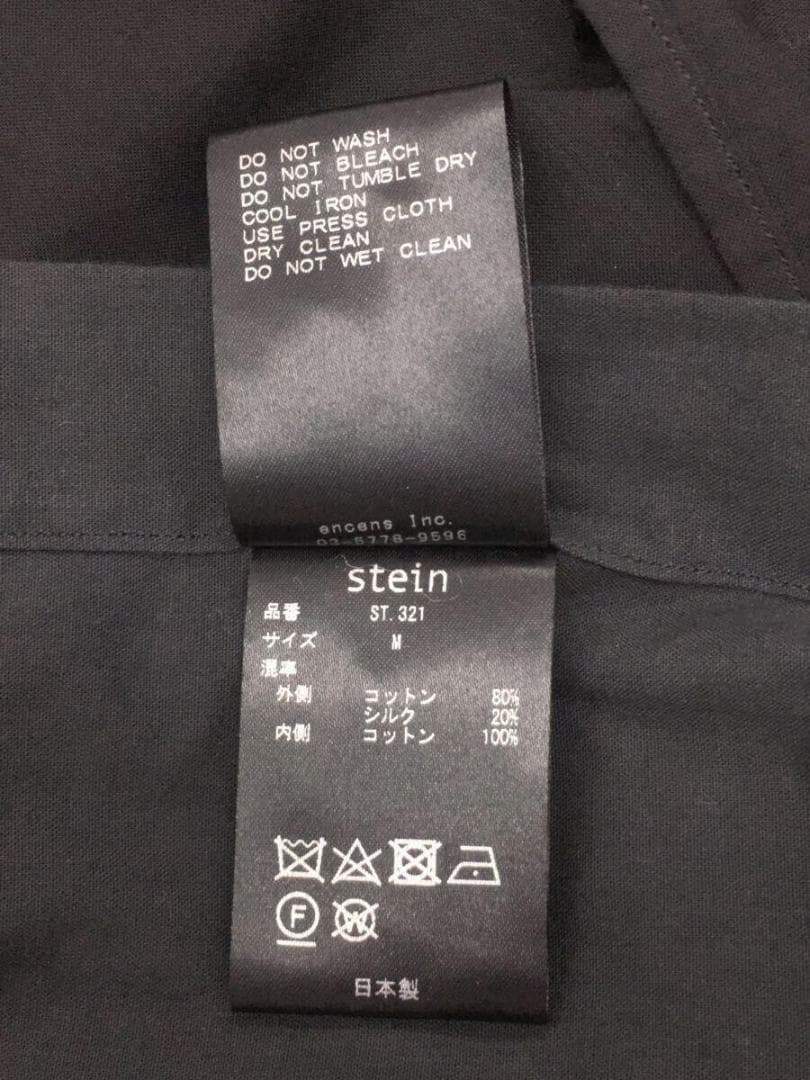 DO NOT WASH
DO NOT BLEACH
DO NOT TUMBLE DRY
COOL IRON
USE PRESS CLOTH
DRY CLEAN
DO NOT WET CLEAN
encens Inc.
03-5778-9596
stein
品番 ST.321
サイズ M
混率
外側 コットン 80%
シルク 20%
内側 コットン 100%
F
W
日本製